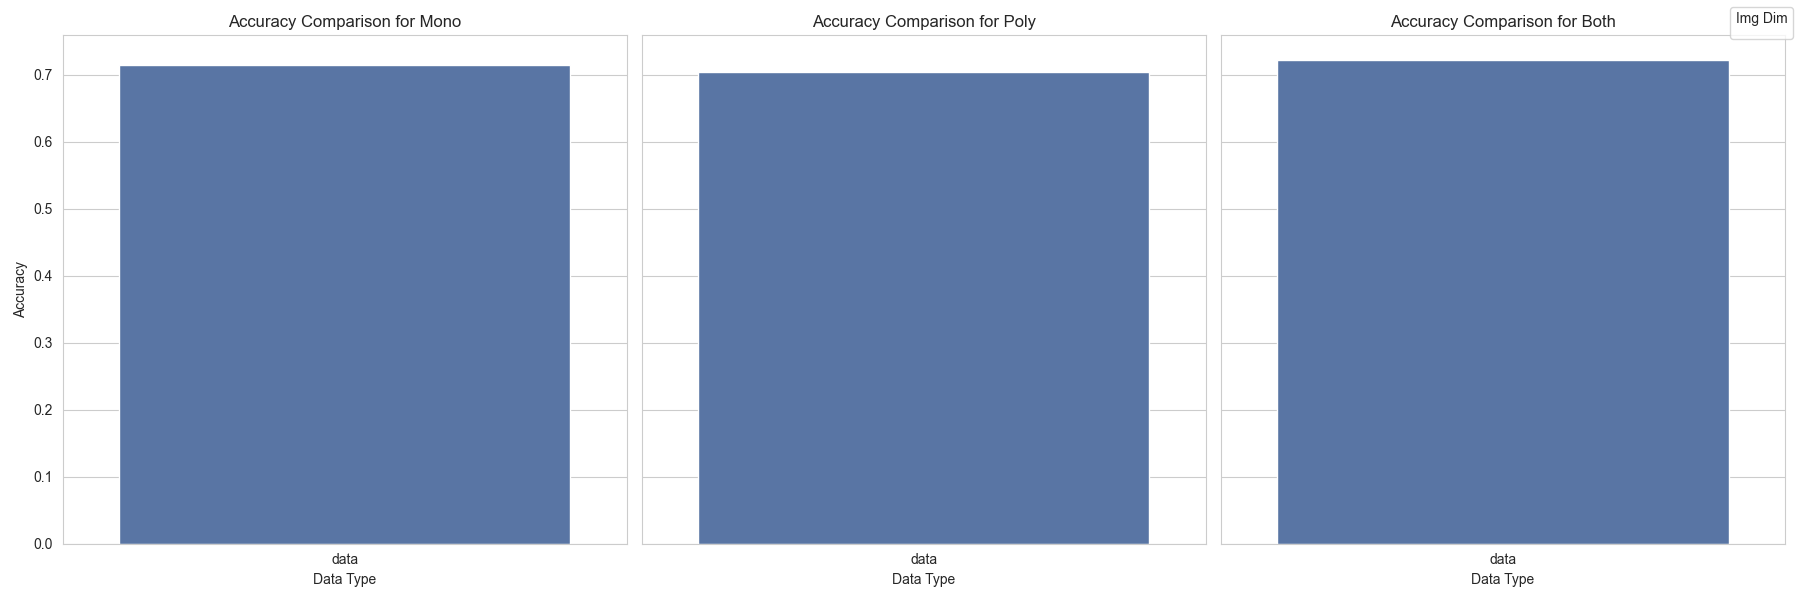 Accuracy Comparison for Mono
Accuracy Comparison for Poly
Accuracy Comparison for Both
Img Dim
Accuracy
0.7
0.6
0.5
0.4
0.3
0.2
0.1
0.0
data
data
data
Data Type
Data Type
Data Type